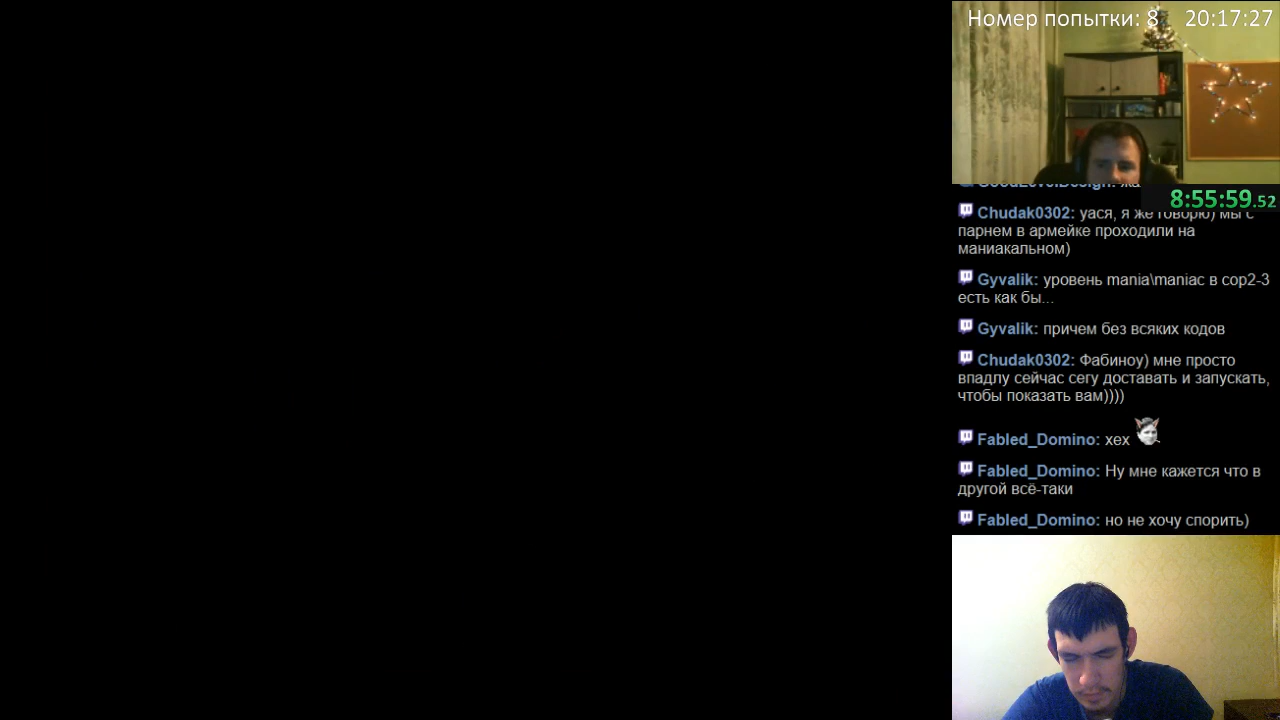 Номер попытки: 8 20:17:27
8:55:59.52
Chudak0302: уася, я же говорю) мы с
парнем в армейке проходили на
маниакальном)
Gyvalik: уровень mania\maniac в сор2-3
есть как бы...
Gyvalik: причем без всяких кодов
Chudak0302: Фабиноу) мне просто
впадлу сейчас сегу доставать и запускать,
чтобы показать вам))))
Fabled_Domino: хех
Fabled_Domino: Ну мне кажется что в
другой всё-таки
Fabled_Domino: но не хочу спорить)